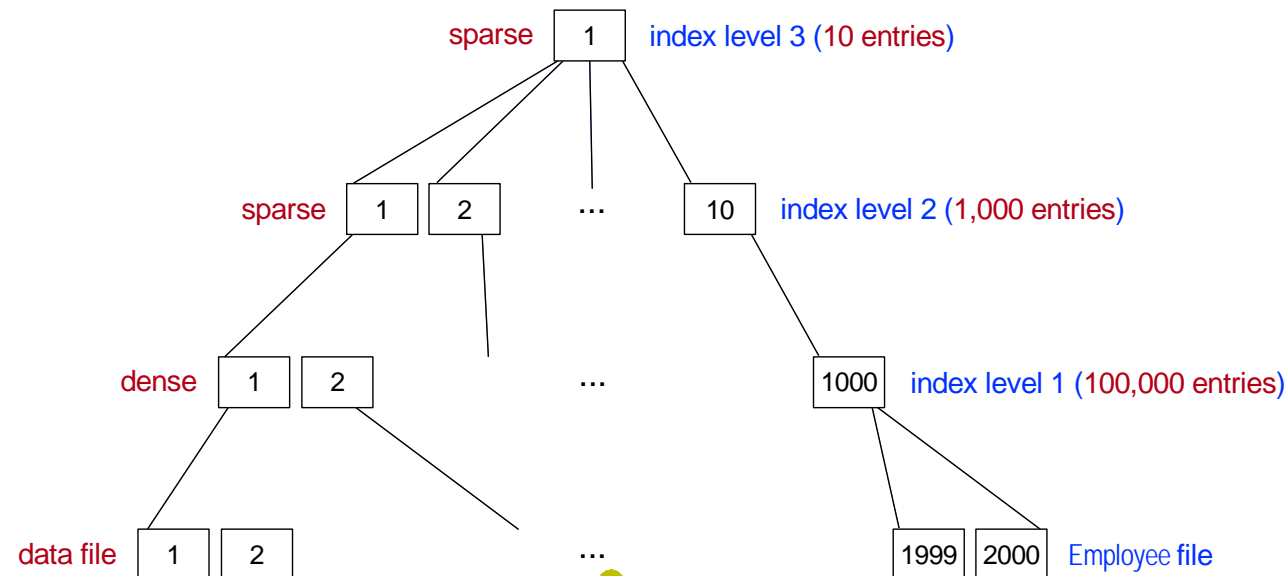 sparse 1 index level 3 (10 entries)
sparse 1 2 ... 10 index level 2 (1,000 entries)
dense 1 2 ... 1000 index level 1 (100,000 entries)
data file 1 2 ... 1999 2000 Employee file